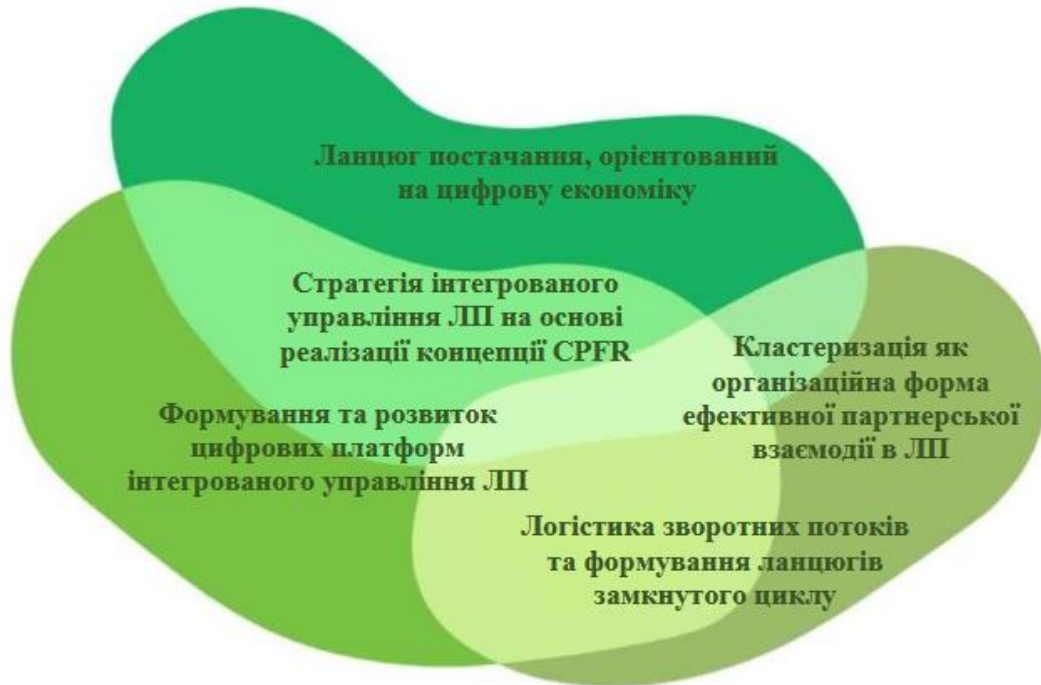 Ланцюг постачання, орієнтований
на цифрову економіку
Стратегія інтегрованого
управління ЛП на основі
реалізації концепції CPFR
Кластеризація як
організаційна форма
ефективної партнерської
взаємодії в ЛП
Формування та розвиток
цифрових платформ
інтегрованого управління ЛП
Логістика зворотних потоків
та формування ланцюгів
замкнутого циклу